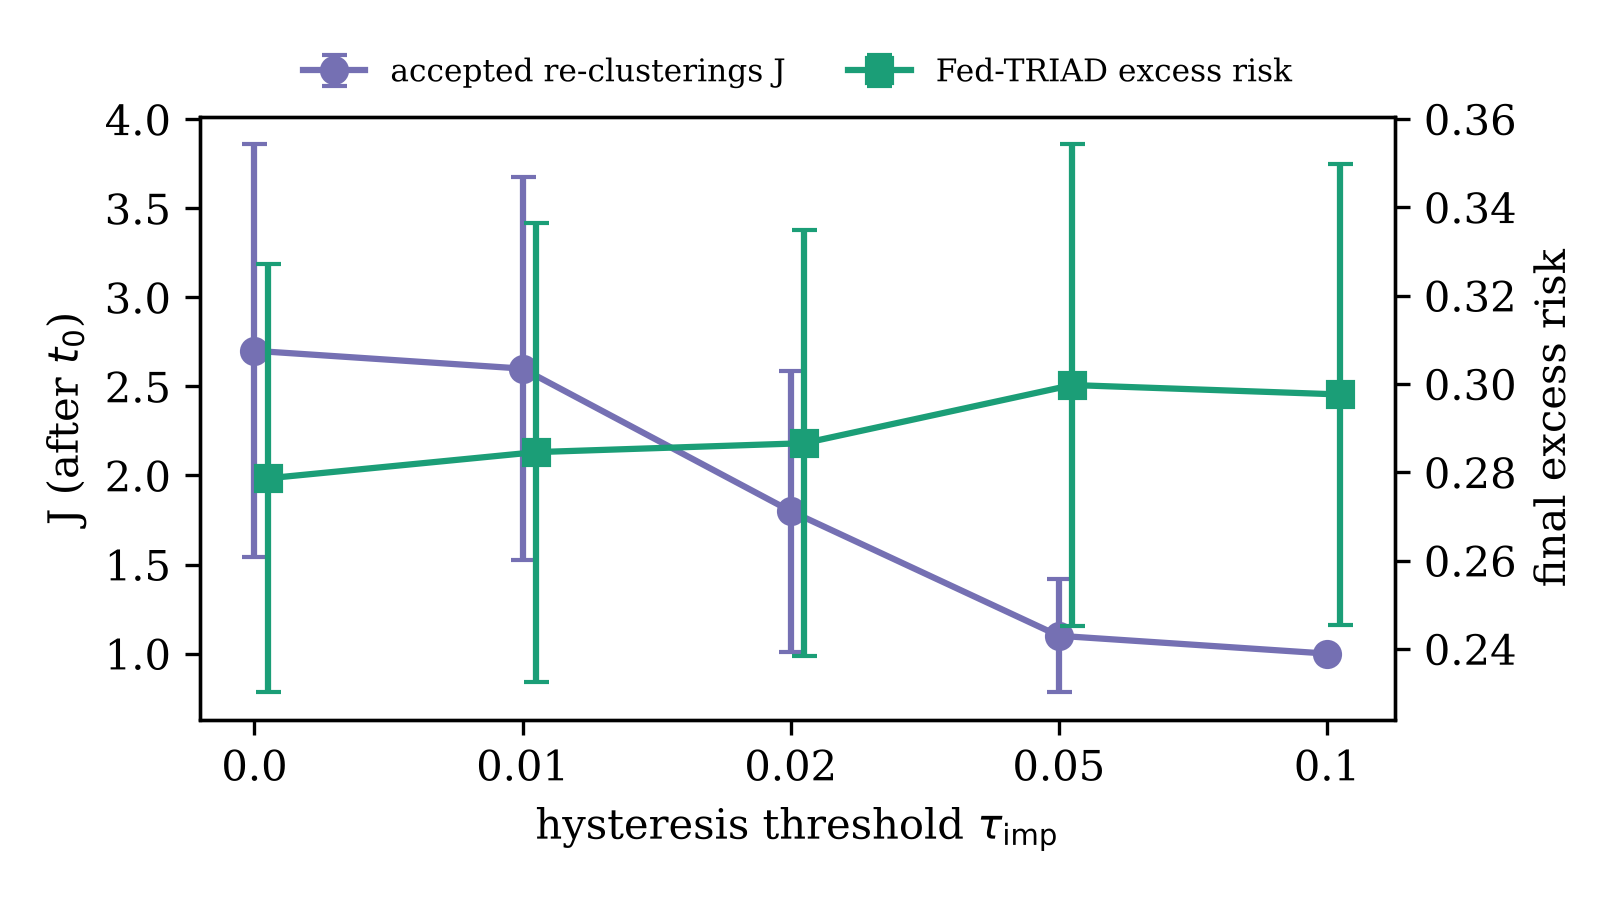 accepted re-clusterings J
Fed-TRIAD excess risk
4.0
3.5
3.0
2.5
2.0
1.5
1.0
J (after t₀)
0.36
0.34
0.32
0.30
0.28
0.26
0.24
final excess risk
0.0 0.01 0.02 0.05 0.1
hysteresis threshold τ_imp